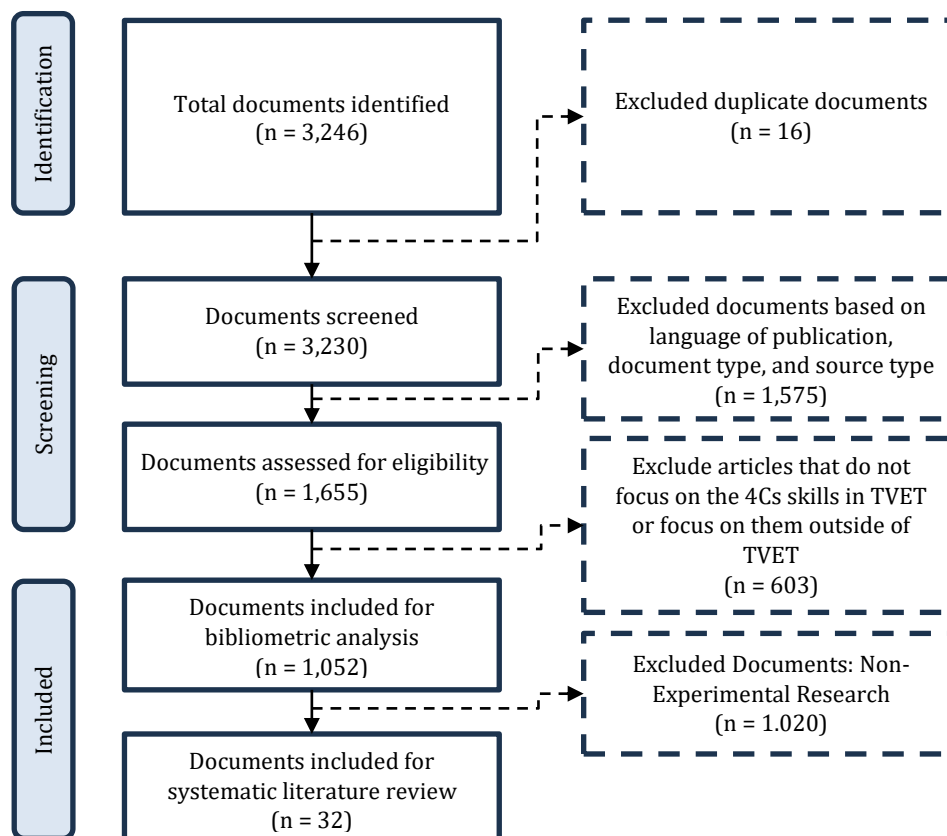 Identification
Total documents identified
(n = 3,246)
Excluded duplicate documents
(n = 16)
Screening
Documents screened
(n = 3,230)
Excluded documents based on
language of publication,
document type, and source type
(n = 1,575)
Documents assessed for eligibility
(n = 1,655)
Exclude articles that do not
focus on the 4Cs skills in TVET
or focus on them outside of
TVET
(n = 603)
Included
Documents included for
bibliometric analysis
(n = 1,052)
Excluded Documents: Non-
Experimental Research
(n = 1.020)
Documents included for
systematic literature review
(n = 32)